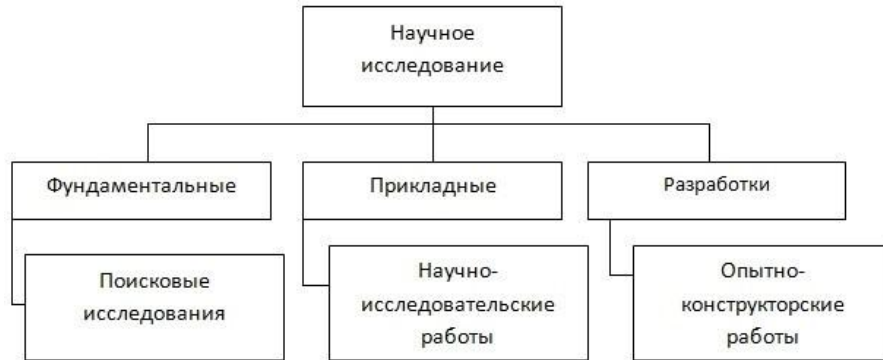 Научное
исследование
Фундаментальные
Прикладные
Разработки
Поисковые
исследования
Научно-
исследовательские
работы
Опытно-
конструкторские
работы